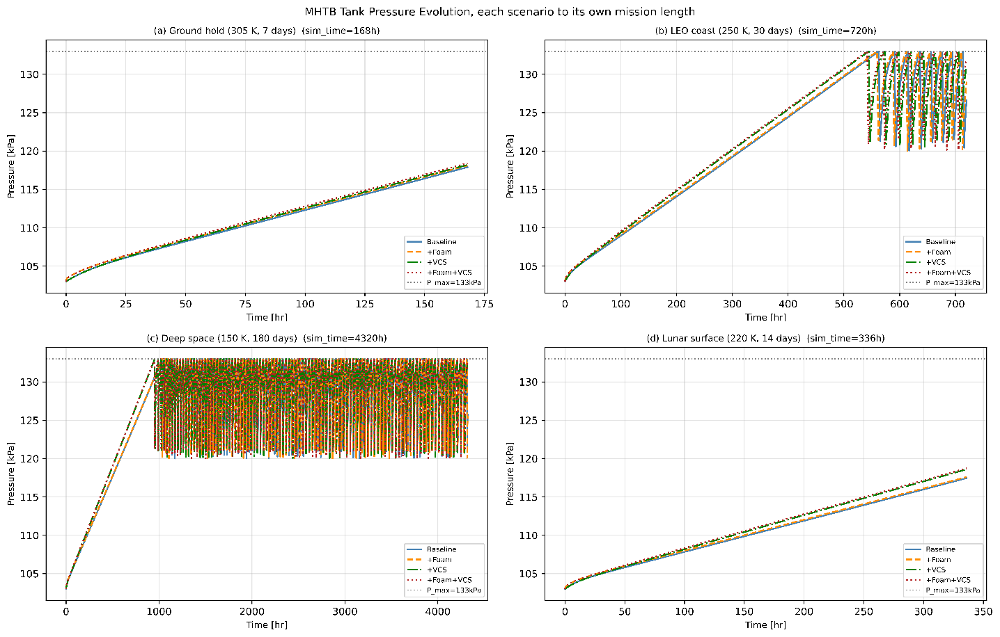 MHTB Tank Pressure Evolution, each scenario to its own mission length
(a) Ground hold (305 K, 7 days)  (sim_time=168h)
Pressure [kPa]
130
125
120
115
110
105
0 25 50 75 100 125 150 175
Time [hr]
Baseline
+Foam
+VCS
+Foam+VCS
P_max=133kPa
(b) LEO coast (250 K, 30 days)  (sim_time=720h)
Pressure [kPa]
130
125
120
115
110
105
0 100 200 300 400 500 600 700
Time [hr]
Baseline
+Foam
+VCS
+Foam+VCS
P_max=133kPa
(c) Deep space (150 K, 180 days)  (sim_time=4320h)
Pressure [kPa]
130
125
120
115
110
105
0 1000 2000 3000 4000
Time [hr]
Baseline
+Foam
+VCS
+Foam+VCS
P_max=133kPa
(d) Lunar surface (220 K, 14 days)  (sim_time=336h)
Pressure [kPa]
130
125
120
115
110
105
0 50 100 150 200 250 300 350
Time [hr]
Baseline
+Foam
+VCS
+Foam+VCS
P_max=133kPa